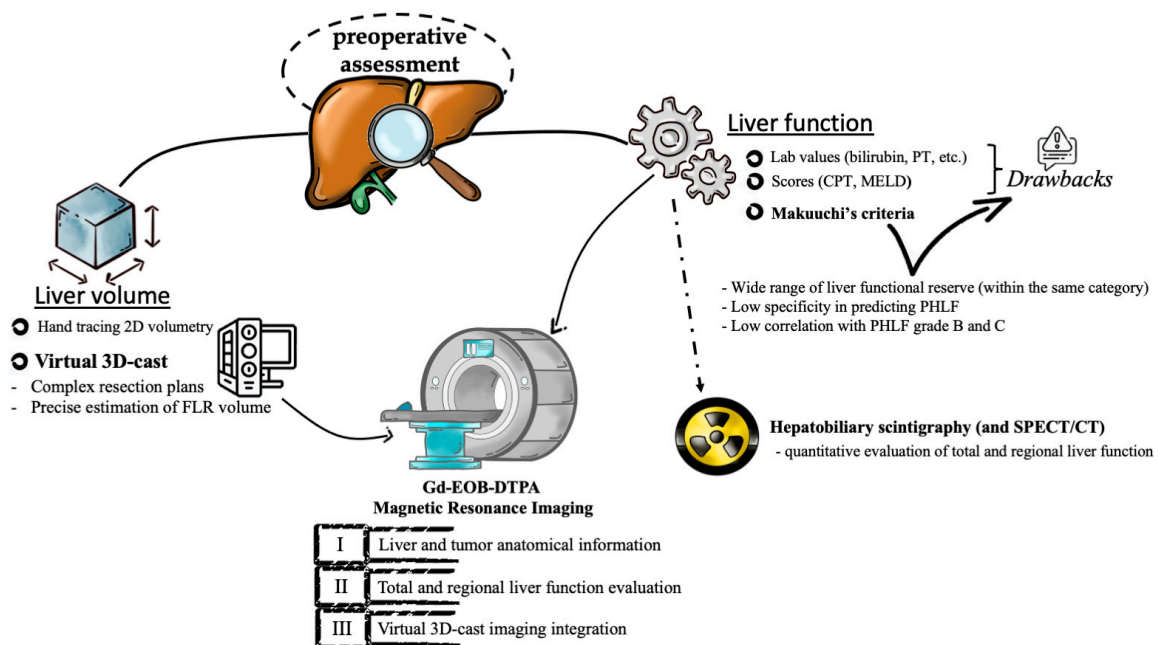 preoperative
assessment
Liver function
Lab values (bilirubin, PT, etc.)
Scores (CPT, MELD)
Makuuchi's criteria
Drawbacks
- Wide range of liver functional reserve (within the same category)
- Low specificity in predicting PHLF
- Low correlation with PHLF grade B and C
Liver volume
Hand tracing 2D volumetry
Virtual 3D-cast
- Complex resection plans
- Precise estimation of FLR volume
Hepatobiliary scintigraphy (and SPECT/CT)
- quantitative evaluation of total and regional liver function
Gd-EOB-DTPA
Magnetic Resonance Imaging
I Liver and tumor anatomical information
II Total and regional liver function evaluation
III Virtual 3D-cast imaging integration